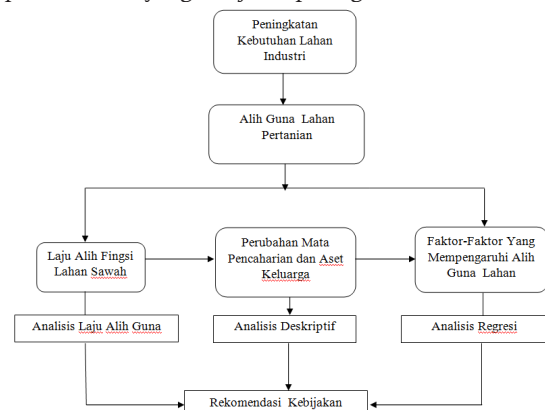 Peningkatan
Kebutuhan Lahan
Industri
Alih Guna Lahan
Pertanian
Laju Alih Fingsi
Lahan Sawah
Perubahan Mata
Pencaharian dan Aset
Keluarga
Faktor-Faktor Yang
Mempengaruhi Alih
Guna Lahan
Analisis Laju Alih Guna
Analisis Deskriptif
Analisis Regresi
Rekomendasi Kebijakan